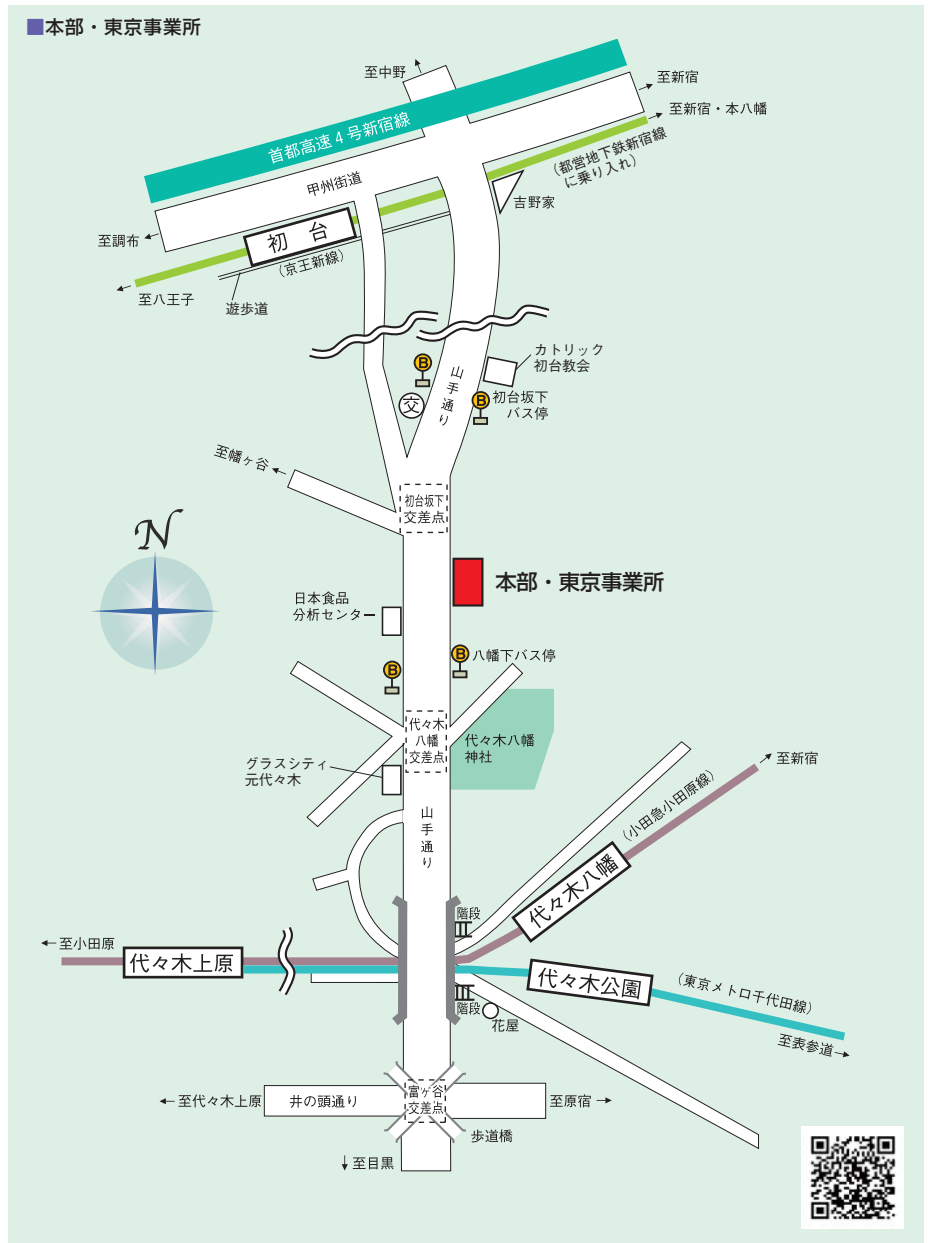 ■本部・東京事業所
至中野
至新宿
至新宿・本八幡
首都高速4号新宿線
(都営地下鉄新宿線
に乗り入れ)
甲州街道
吉野家
至調布
初台
(京王新線)
至八王子
遊歩道
カトリック
初台教会
B
山手通り
交
B
初台坂下
バス停
至幡ヶ谷
初台坂下
交差点
N
本部・東京事業所
日本食品
分析センター
B
八幡下バス停
B
代々木
八幡
交差点
代々木八幡
神社
グラスシティ
元代々木
至新宿
(小田急小田原線)
山手通り
代々木八幡
階段
至小田原
代々木上原
代々木公園
(東京メトロ千代田線)
階段
花屋
至表参道
至代々木上原
井の頭通り
富ヶ谷
交差点
至原宿
歩道橋
至目黒